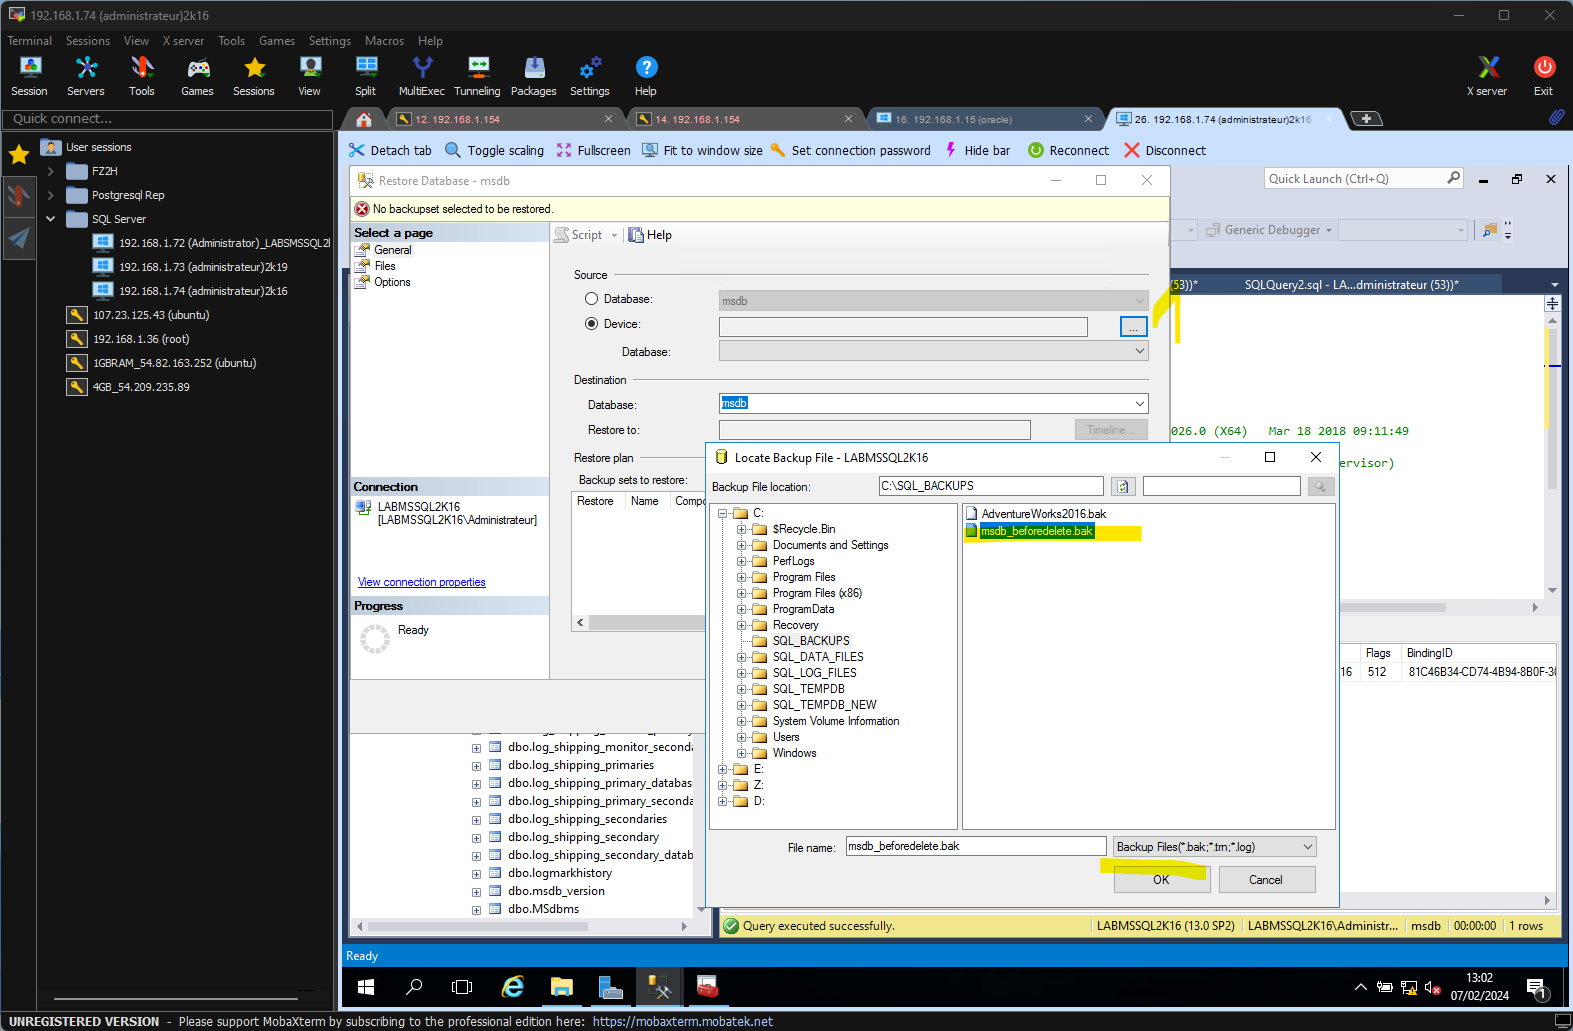 192.168.1.74 (administrateur)2k16
Terminal Sessions View X server Tools Games Settings Macros Help
Session Servers Tools Games Sessions View Split MultiExec Tunneling Packages Settings Help X server Exit
Quick connect...
12. 192.168.1.154
14. 192.168.1.154
16. 192.168.1.15 (oracle)
26. 192.168.1.74 (administrateur)2k16
Detach tab Toggle scaling Fullscreen Fit to window size Set connection password Hide bar Reconnect Disconnect
User sessions
FZ2H
Postgresql Rep
SQL Server
192.168.1.72 (Administrator)_LABSMSSQL2
192.168.1.73 (administrateur)2k19
192.168.1.74 (administrateur)2k16
107.23.125.43 (ubuntu)
192.168.1.36 (root)
1GBRAM_54.82.163.252 (ubuntu)
4GB_54.209.235.89
Restore Database - msdb
Quick Launch (Ctrl+Q)
No backupset selected to be restored.
Select a page
General
Files
Options
Script Help
Generic Debugger
(53))*
SQLQuery2.sql - LA...dministrateur (53))*
Source
Database: msdb
Device: ...
Database:
Destination
Database: msdb
Restore to: Timeline...
Restore plan
Backup sets to restore:
Restore Name Compo
026.0 (X64) Mar 18 2018 09:11:49
ervisor)
Connection
LABMSSQL2K16
[LABMSSQL2K16\Administrateur]
View connection properties
Progress
Ready
Locate Backup File - LABMSSQL2K16
Backup File location: C:\SQL_BACKUPS
C:
$Recycle.Bin
Documents and Settings
PerfLogs
Program Files
Program Files (x86)
ProgramData
Recovery
SQL_BACKUPS
SQL_DATA_FILES
SQL_LOG_FILES
SQL_TEMPDB
SQL_TEMPDB_NEW
System Volume Information
Users
Windows
E:
Z:
D:
AdventureWorks2016.bak
msdb_beforedelete.bak
File name: msdb_beforedelete.bak
Backup Files(*.bak;*.trn;*.log)
OK Cancel
Flags BindingID
16 512 81C46B34-CD74-4B94-8B0F-30
dbo.log_shipping_monitor_seconda
dbo.log_shipping_primaries
dbo.log_shipping_primary_databas
dbo.log_shipping_primary_seconda
dbo.log_shipping_secondaries
dbo.log_shipping_secondary
dbo.log_shipping_secondary_datab
dbo.logmarkhistory
dbo.msdb_version
dbo.MSdbms
Query executed successfully. LABMSSQL2K16 (13.0 SP2) LABMSSQL2K16\Administr... msdb 00:00:00 1 rows
Ready
13:02
07/02/2024
1
UNREGISTERED VERSION - Please support MobaXterm by subscribing to the professional edition here: https://mobaxterm.mobatek.net